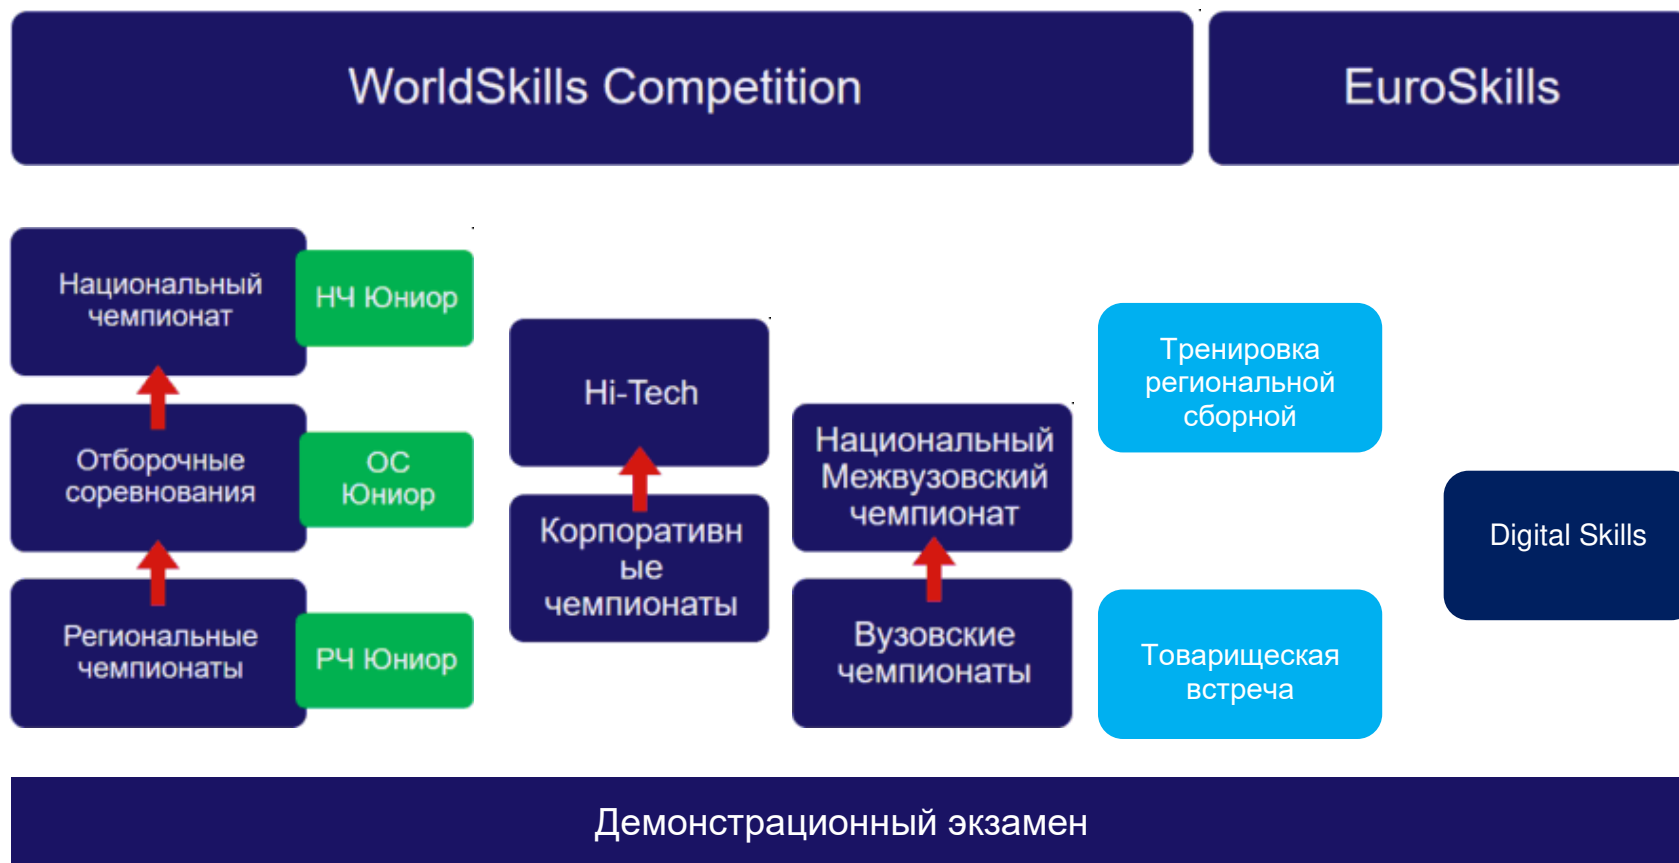 WorldSkills Competition
EuroSkills
Национальный
чемпионат
НЧ Юниор
Отборочные
соревнования
ОС
Юниор
Региональные
чемпионаты
РЧ Юниор
Hi-Tech
Корпоративн
ые
чемпионаты
Национальный
Межвузовский
чемпионат
Вузовские
чемпионаты
Тренировка
региональной
сборной
Товарищеская
встреча
Digital Skills
Демонстрационный экзамен